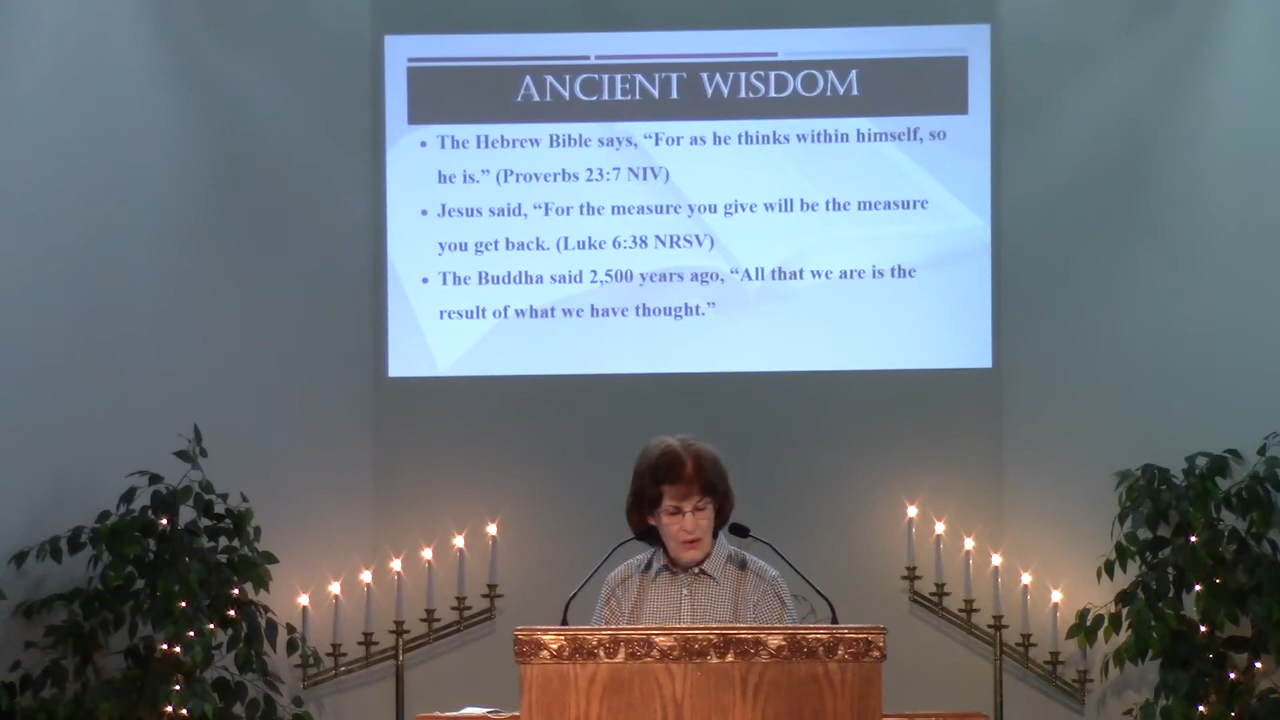 ANCIENT WISDOM
• The Hebrew Bible says, “For as he thinks within himself, so
he is.” (Proverbs 23:7 NIV)
• Jesus said, “For the measure you give will be the measure
you get back. (Luke 6:38 NRSV)
• The Buddha said 2,500 years ago, “All that we are is the
result of what we have thought.”